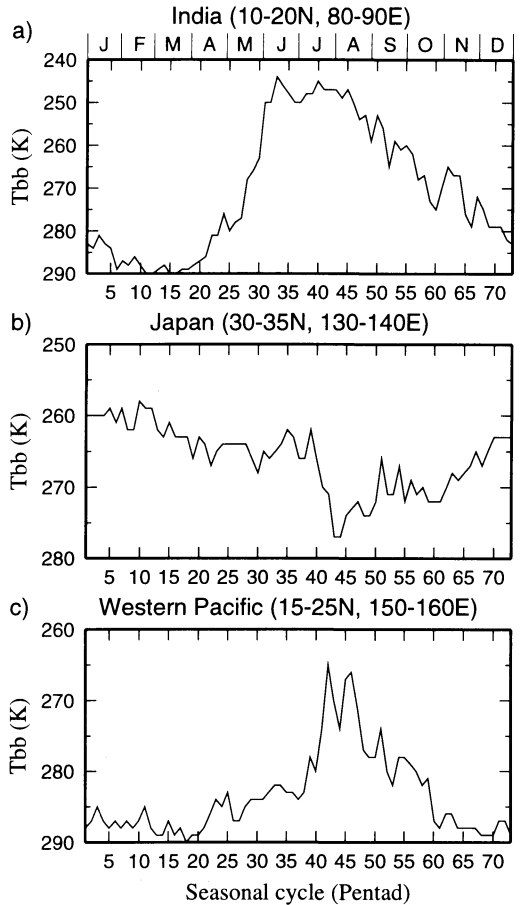 India (10-20N, 80-90E)
a)
J F M A M J J A S O N D
240
250
260
270
280
290
Tbb (K)
5 10 15 20 25 30 35 40 45 50 55 60 65 70
b)
Japan (30-35N, 130-140E)
250
260
270
280
Tbb (K)
5 10 15 20 25 30 35 40 45 50 55 60 65 70
c)
Western Pacific (15-25N, 150-160E)
260
270
280
290
Tbb (K)
5 10 15 20 25 30 35 40 45 50 55 60 65 70
Seasonal cycle (Pentad)